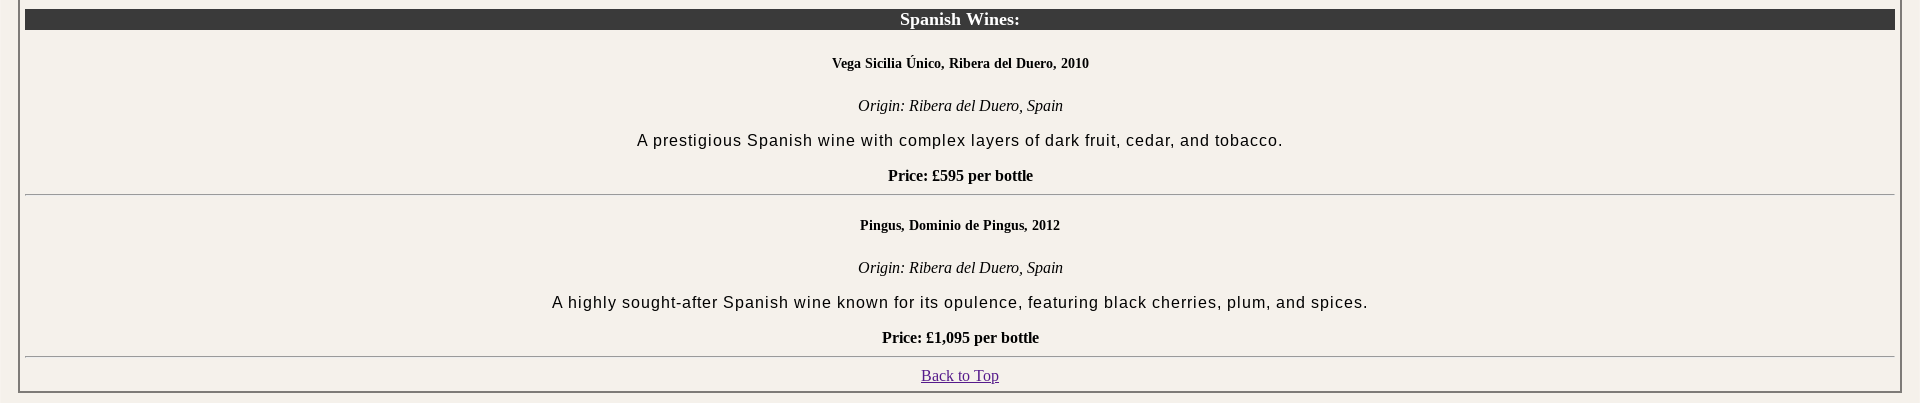 Spanish Wines:
Vega Sicilia Único, Ribera del Duero, 2010
Origin: Ribera del Duero, Spain
A prestigious Spanish wine with complex layers of dark fruit, cedar, and tobacco.
Price: £595 per bottle
Pingus, Dominio de Pingus, 2012
Origin: Ribera del Duero, Spain
A highly sought-after Spanish wine known for its opulence, featuring black cherries, plum, and spices.
Price: £1,095 per bottle
Back to Top